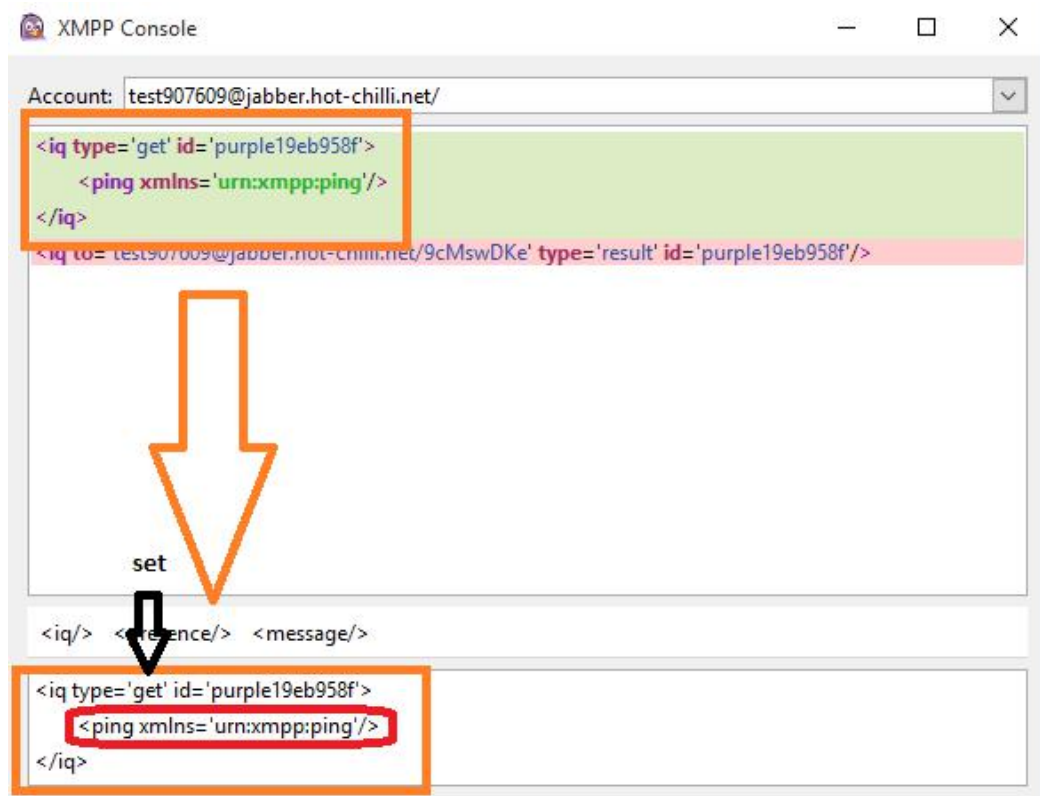 XMPP Console
Account: test907609@jabber.hot-chilli.net/
<iq type='get' id='purple19eb958f'>
<ping xmlns='urn:xmpp:ping'/>
</iq>
<iq to='test907609@jabber.hot-chilli.net/9cMswDKe' type='result' id='purple19eb958f'/>
set
<iq/> <presence/> <message/>
<iq type='get' id='purple19eb958f'>
<ping xmlns='urn:xmpp:ping'/>
</iq>